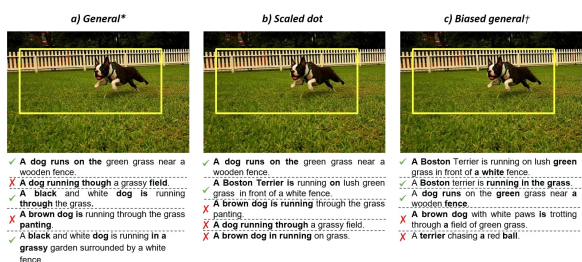 a) General*
b) Scaled dot
c) Biased general†
✓ A dog runs on the green grass near a
wooden fence.
✗ A dog running though a grassy field.
✓ A black and white dog is running
through the grass.
✗ A brown dog is running through the grass
panting.
✓ A black and white dog is running in a
grassy garden surrounded by a white
fence.
✓ A dog runs on the green grass near a
wooden fence.
✓ A Boston Terrier is running on lush green
grass in front of a white fence.
✗ A brown dog is running through the grass
panting.
✗ A dog running through a grassy field.
✗ A brown dog in running on grass.
✓ A Boston Terrier is running on lush green
grass in front of a white fence.
✓ A Boston terrier is running in the grass.
✓ A dog runs on the green grass near a
wooden fence.
✗ A brown dog with white paws is trotting
through a field of green grass.
✗ A terrier chasing a red ball.